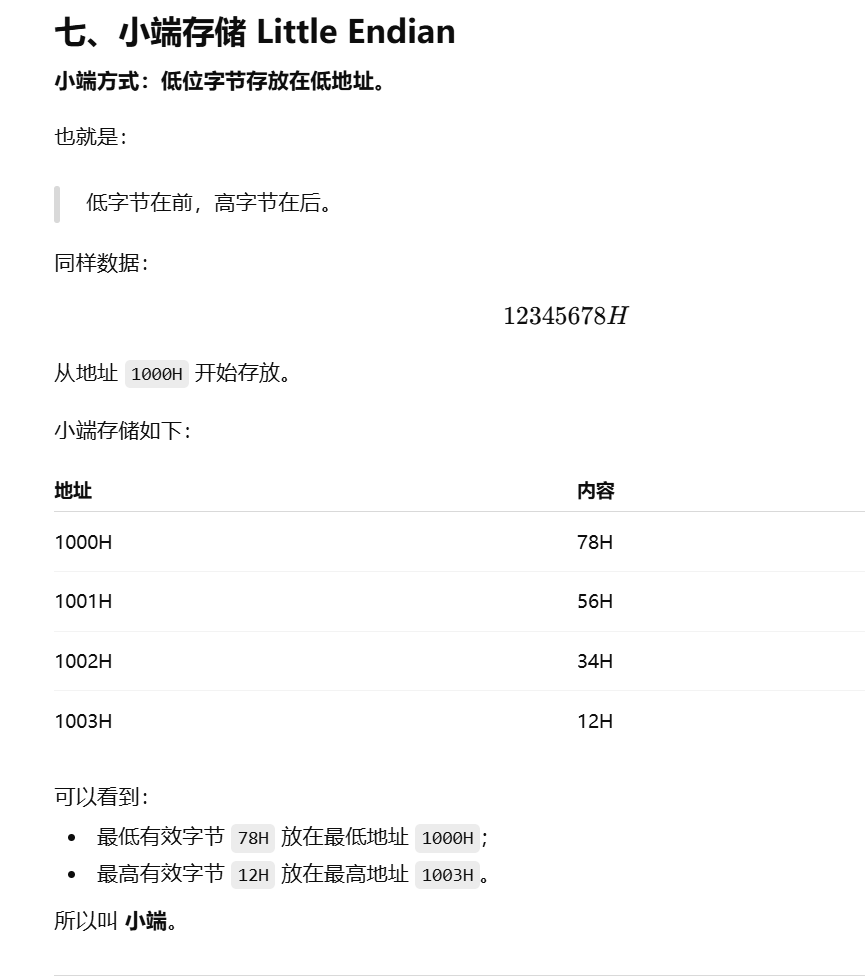 七、小端存储 Little Endian
小端方式：低位字节存放在低地址。
也就是：
低字节在前，高字节在后。
同样数据：
12345678H
从地址 1000H 开始存放。
小端存储如下：
地址 内容
1000H 78H
1001H 56H
1002H 34H
1003H 12H
可以看到：
• 最低有效字节 78H 放在最低地址 1000H；
• 最高有效字节 12H 放在最高地址 1003H。
所以叫 小端。